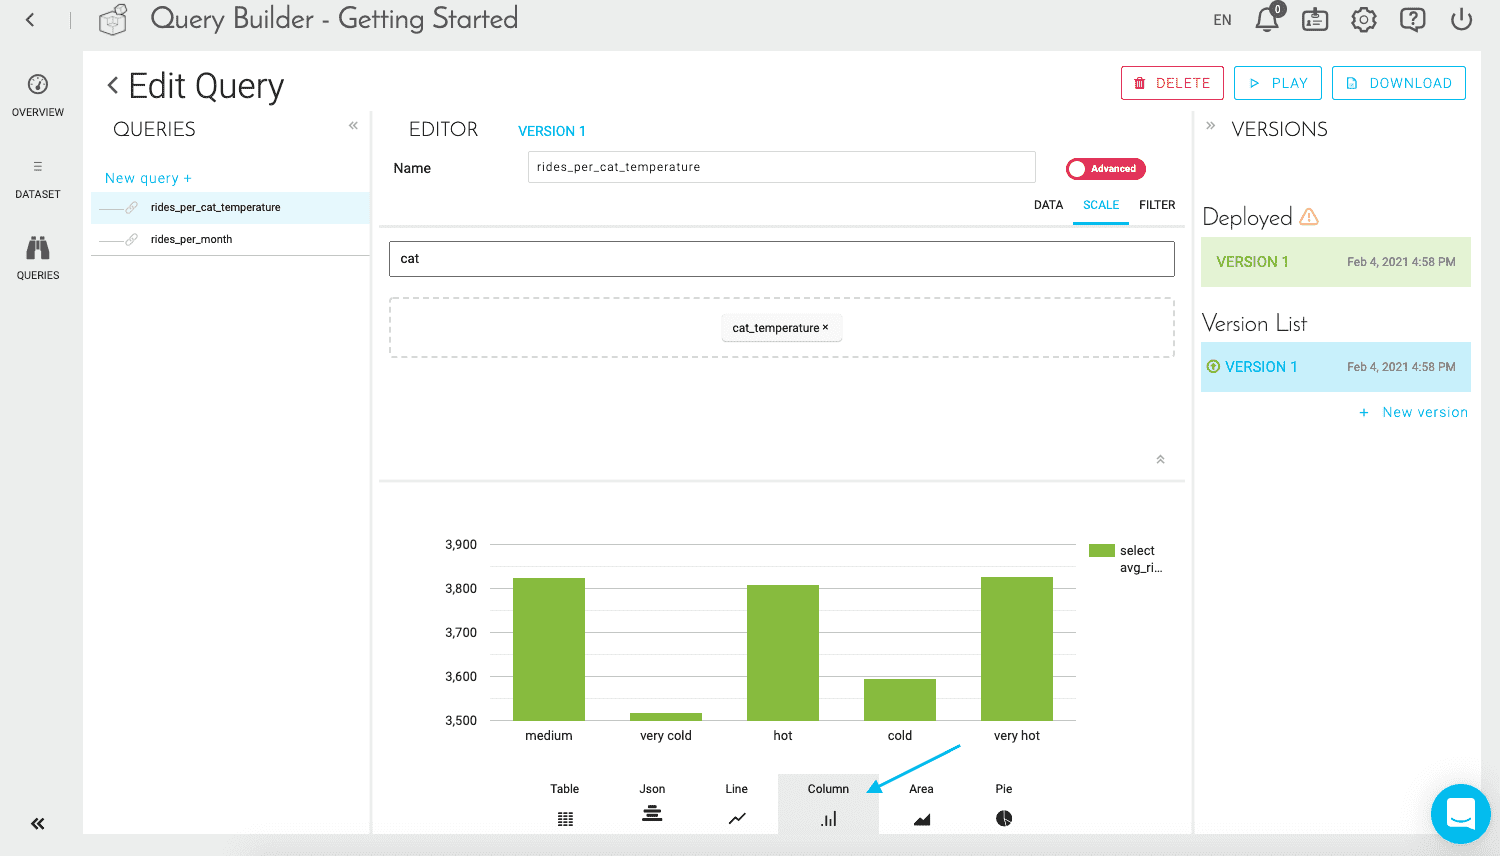 Query Builder - Getting Started
EN
0
OVERVIEW
DATASET
QUERIES
Edit Query
DELETE
PLAY
DOWNLOAD
QUERIES
New query +
rides_per_cat_temperature
rides_per_month
EDITOR
VERSION 1
Name
rides_per_cat_temperature
Advanced
DATA
SCALE
FILTER
cat
cat_temperature ×
3,900
3,800
3,700
3,600
3,500
medium
very cold
hot
cold
very hot
select
avg_ri...
Table
Json
Line
Column
Area
Pie
VERSIONS
Deployed
VERSION 1
Feb 4, 2021 4:58 PM
Version List
VERSION 1
Feb 4, 2021 4:58 PM
+ New version